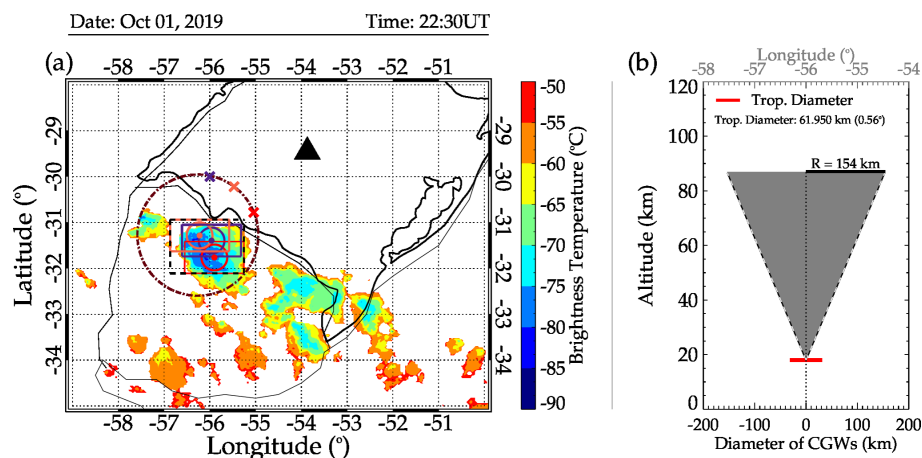 Date: Oct 01, 2019 Time: 22:30UT
(a)
-58 -57 -56 -55 -54 -53 -52 -51
-29
-30
-31
-32
-33
-34
Latitude (°)
-29
-30
-31
-32
-33
-34
-58 -57 -56 -55 -54 -53 -52 -51
Longitude (°)
-50
-55
-60
-65
-70
-75
-80
-85
-90
Brightness Temperature (°C)
(b)
Longitude (°)
-58 -57 -56 -55 -54
120
100
80
60
40
20
0
Altitude (km)
Trop. Diameter
Trop. Diameter: 61.950 km (0.56°)
R = 154 km
200 100 0 100 200
Diameter of CGWs (km)